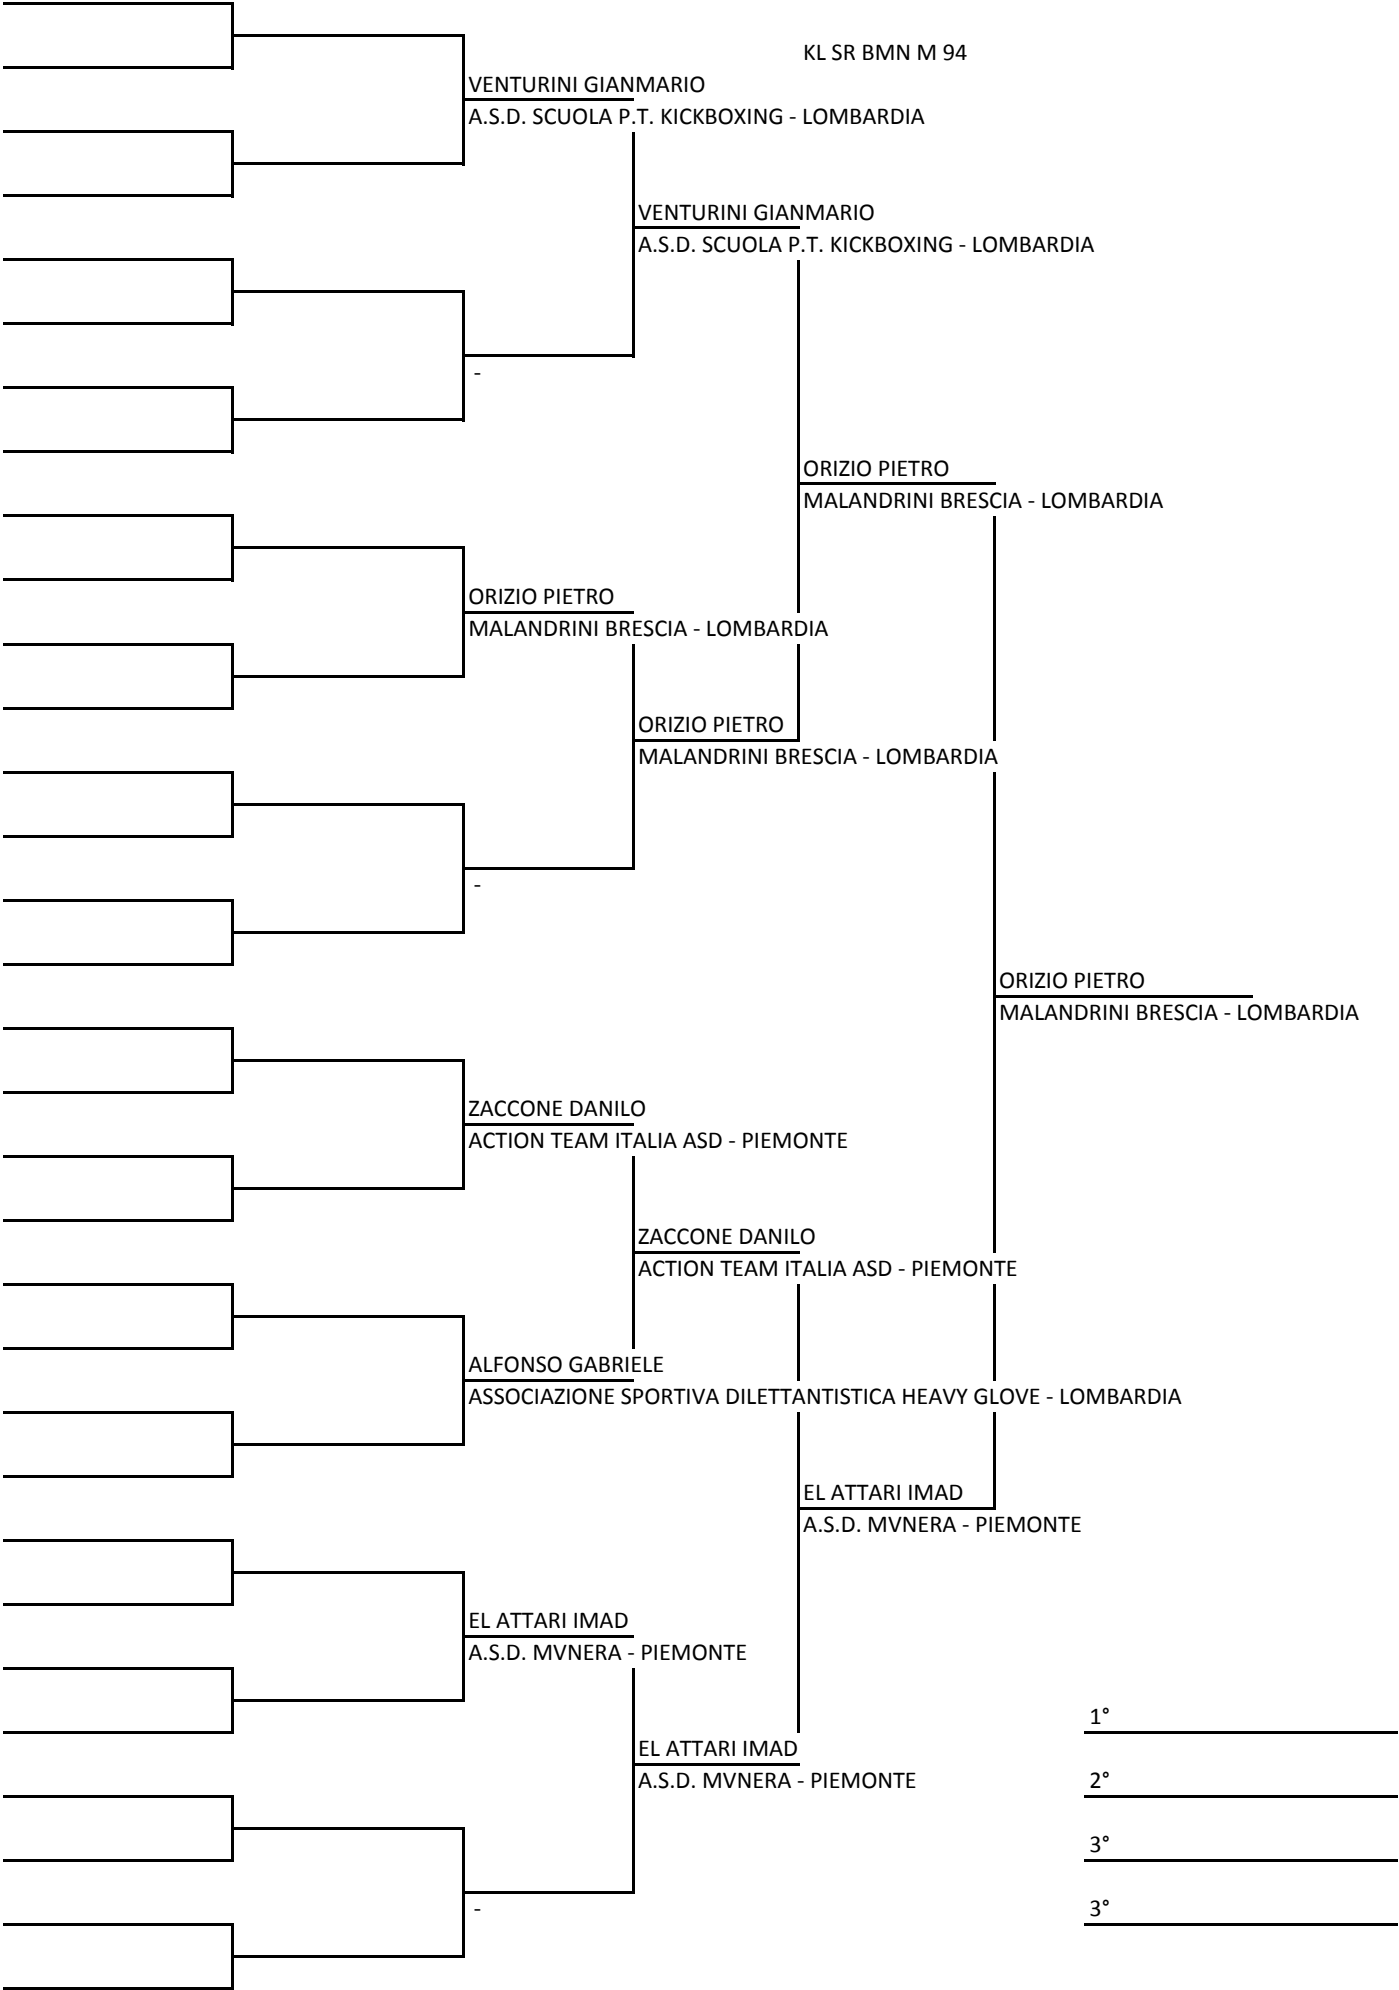 KL SR BMN M 94
VENTURINI GIANMARIO
A.S.D. SCUOLA P.T. KICKBOXING - LOMBARDIA
VENTURINI GIANMARIO
A.S.D. SCUOLA P.T. KICKBOXING - LOMBARDIA
-
ORIZIO PIETRO
MALANDRINI BRESCIA - LOMBARDIA
ORIZIO PIETRO
MALANDRINI BRESCIA - LOMBARDIA
ORIZIO PIETRO
MALANDRINI BRESCIA - LOMBARDIA
-
ORIZIO PIETRO
MALANDRINI BRESCIA - LOMBARDIA
ZACCONE DANILO
ACTION TEAM ITALIA ASD - PIEMONTE
ZACCONE DANILO
ACTION TEAM ITALIA ASD - PIEMONTE
ALFONSO GABRIELE
ASSOCIAZIONE SPORTIVA DILETTANTISTICA HEAVY GLOVE - LOMBARDIA
EL ATTARI IMAD
A.S.D. MVNERA - PIEMONTE
EL ATTARI IMAD
A.S.D. MVNERA - PIEMONTE
1°
EL ATTARI IMAD
A.S.D. MVNERA - PIEMONTE
2°
3°
-
3°